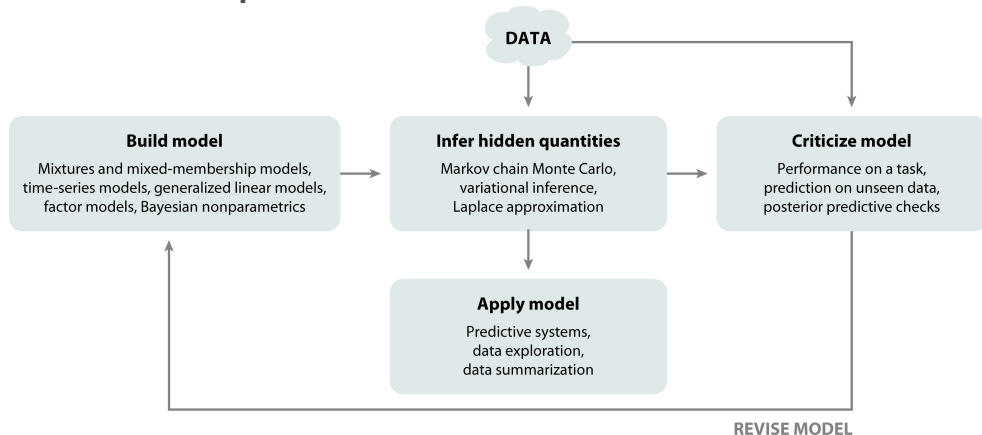 DATA
Build model
Mixtures and mixed-membership models,
time-series models, generalized linear models,
factor models, Bayesian nonparametrics
Infer hidden quantities
Markov chain Monte Carlo,
variational inference,
Laplace approximation
Criticize model
Performance on a task,
prediction on unseen data,
posterior predictive checks
Apply model
Predictive systems,
data exploration,
data summarization
REVISE MODEL